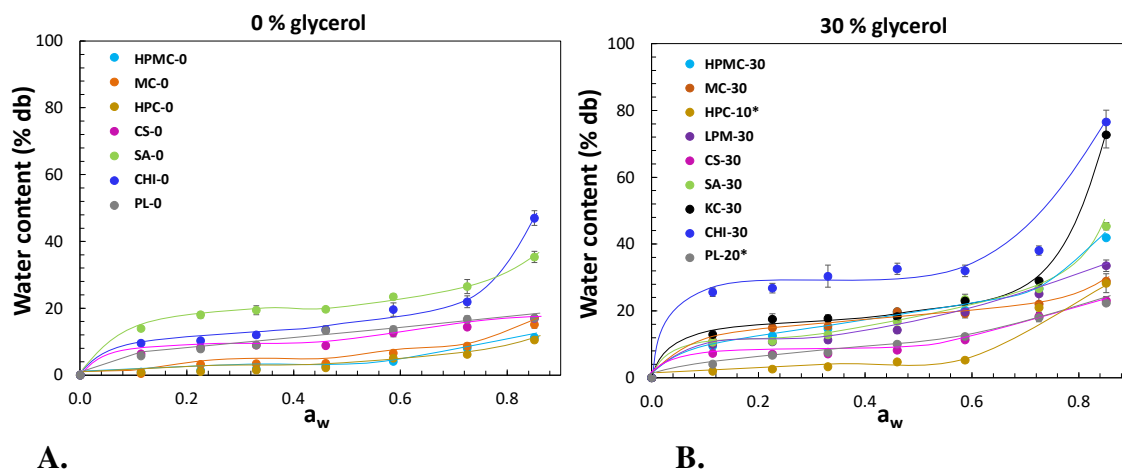 0 % glycerol
100
80
60
40
20
0
Water content (% db)
HPMC-0
MC-0
HPC-0
CS-0
SA-0
CHI-0
PL-0
0.0
0.2
0.4
0.6
0.8
a_w
A.
30 % glycerol
100
80
60
40
20
0
Water content (% db)
HPMC-30
MC-30
HPC-10*
LPM-30
CS-30
SA-30
KC-30
CHI-30
PL-20*
0.0
0.2
0.4
0.6
0.8
a_w
B.